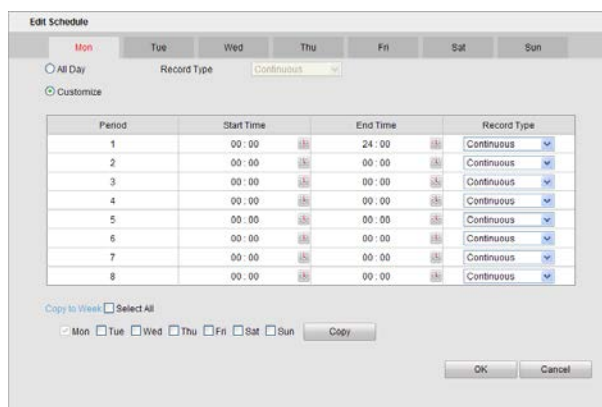 Edit Schedule
Mon Tue Wed Thu Fri Sat Sun
All Day Record Type Continuous
Customize
Period Start Time End Time Record Type
1 00 : 00 24 : 00 Continuous
2 00 : 00 00 : 00 Continuous
3 00 : 00 00 : 00 Continuous
4 00 : 00 00 : 00 Continuous
5 00 : 00 00 : 00 Continuous
6 00 : 00 00 : 00 Continuous
7 00 : 00 00 : 00 Continuous
8 00 : 00 00 : 00 Continuous
Copy to Week Select All
Mon Tue Wed Thu Fri Sat Sun Copy
OK Cancel